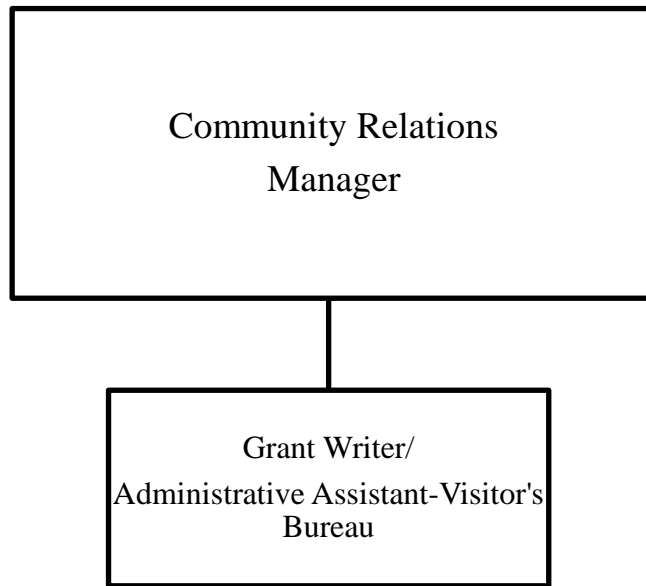 Community Relations
Manager
Grant Writer/
Administrative Assistant-Visitor's
Bureau